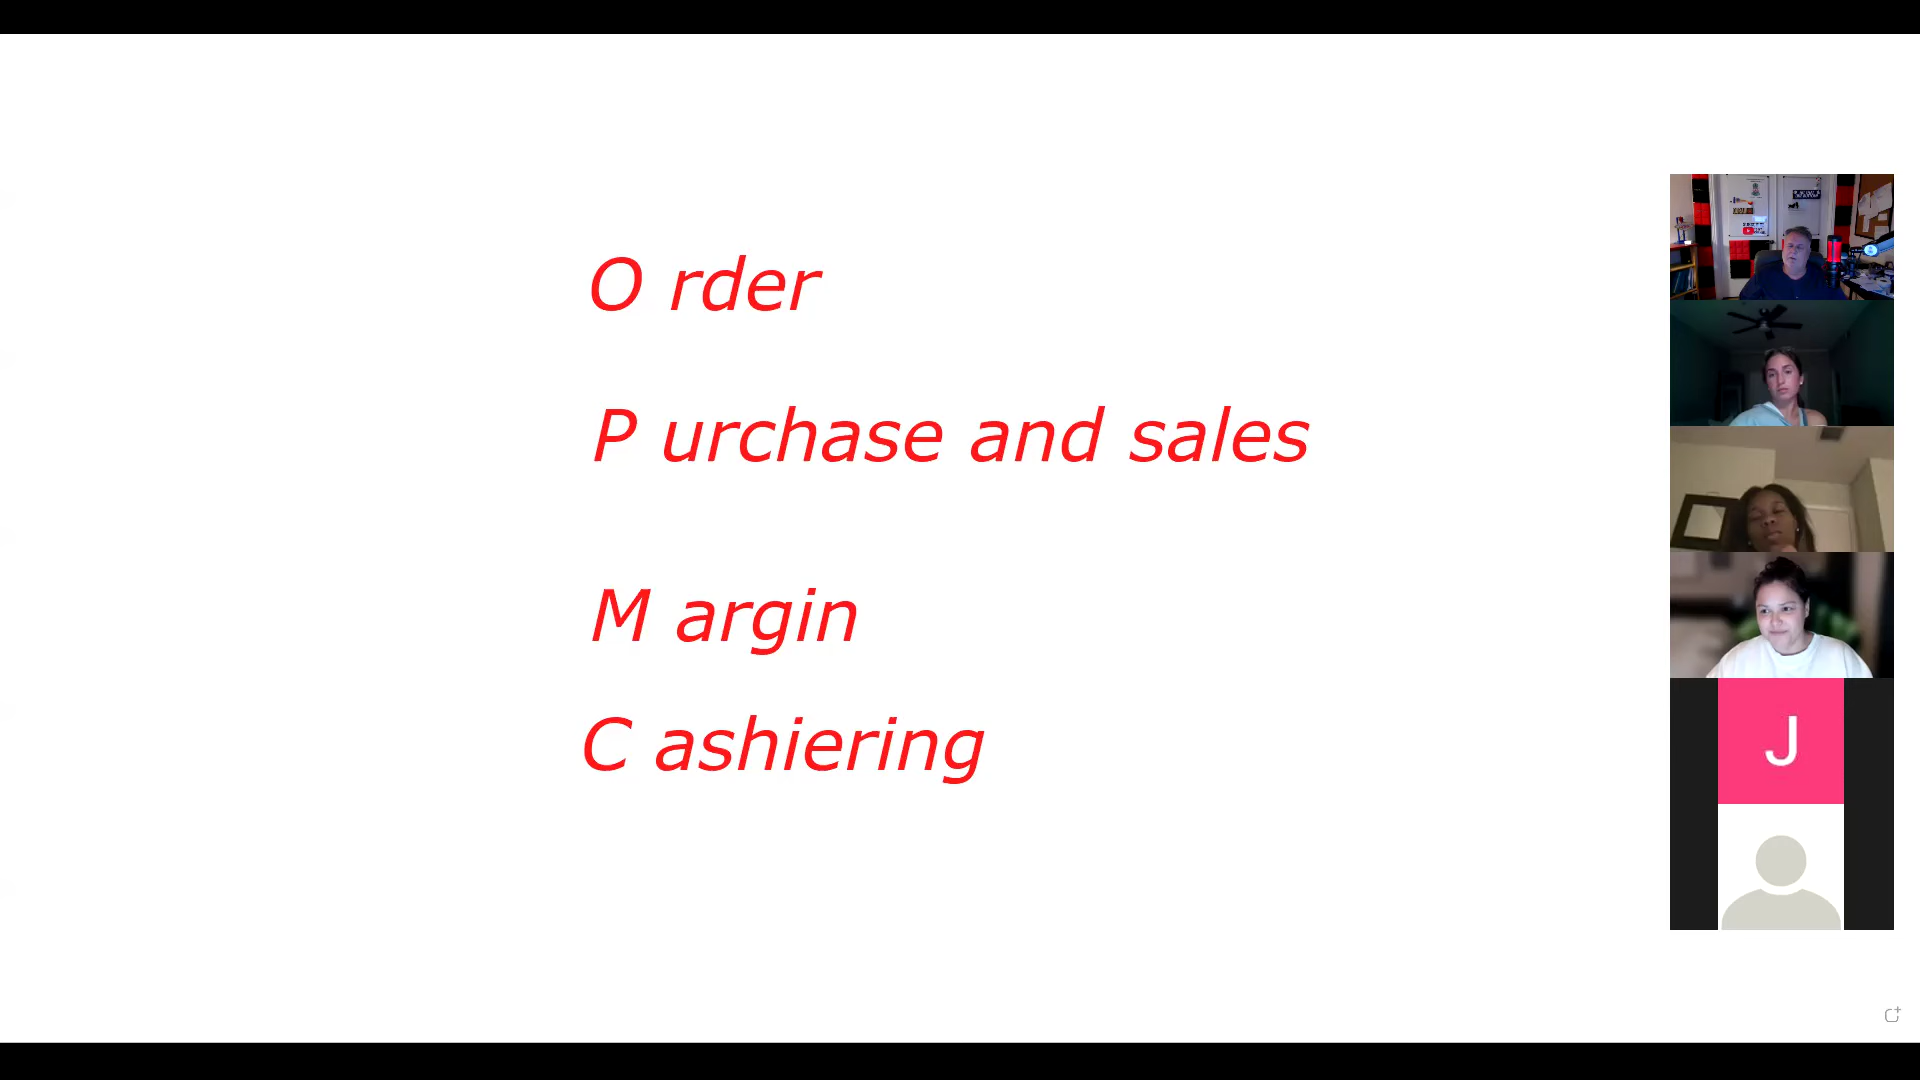 O rder
P urchase and sales
M argin
C ashiering
J